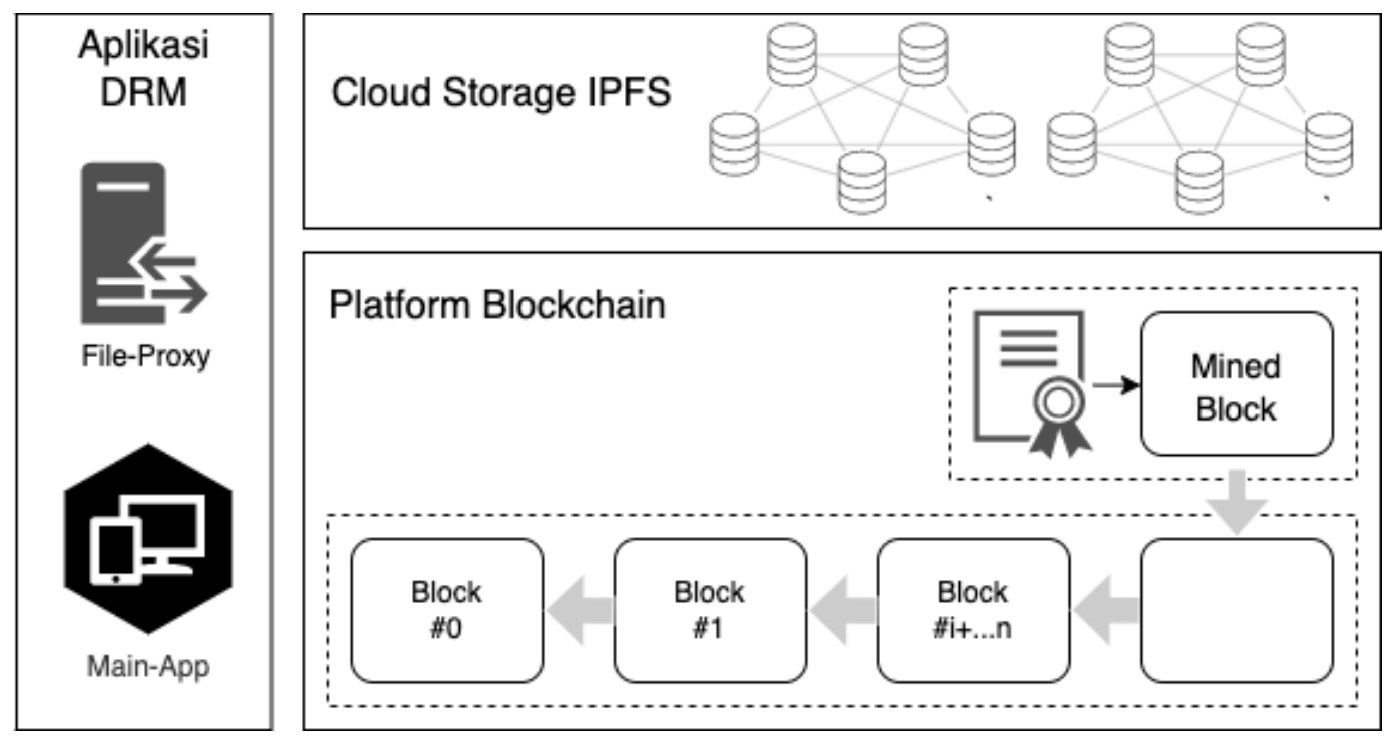 Aplikasi
DRM
File-Proxy
Main-App
Cloud Storage IPFS
Platform Blockchain
Mined
Block
Block
#0
Block
#1
Block
#i+...n